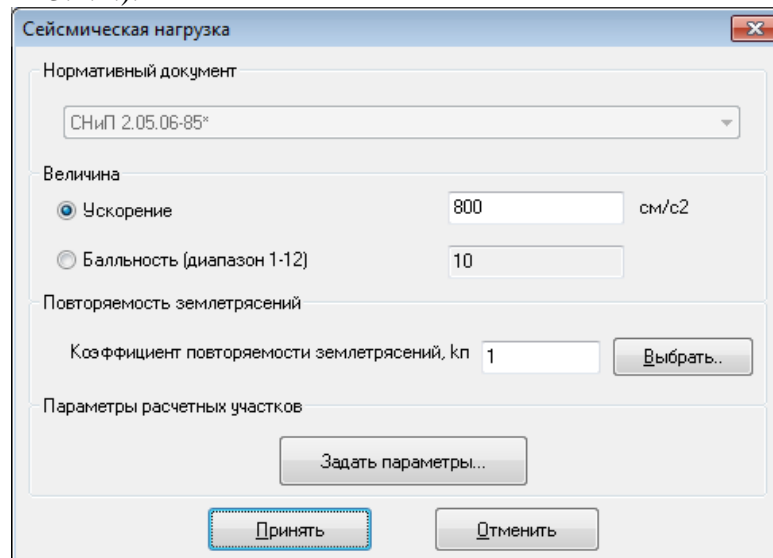 Сейсмическая нагрузка
Нормативный документ
СНиП 2.05.06-85*
Величина
Ускорение 800 см/с2
Балльность (диапазон 1-12) 10
Повторяемость землетрясений
Коэффициент повторяемости землетрясений, kп 1 Выбрать..
Параметры расчетных участков
Задать параметры...
Принять Отменить